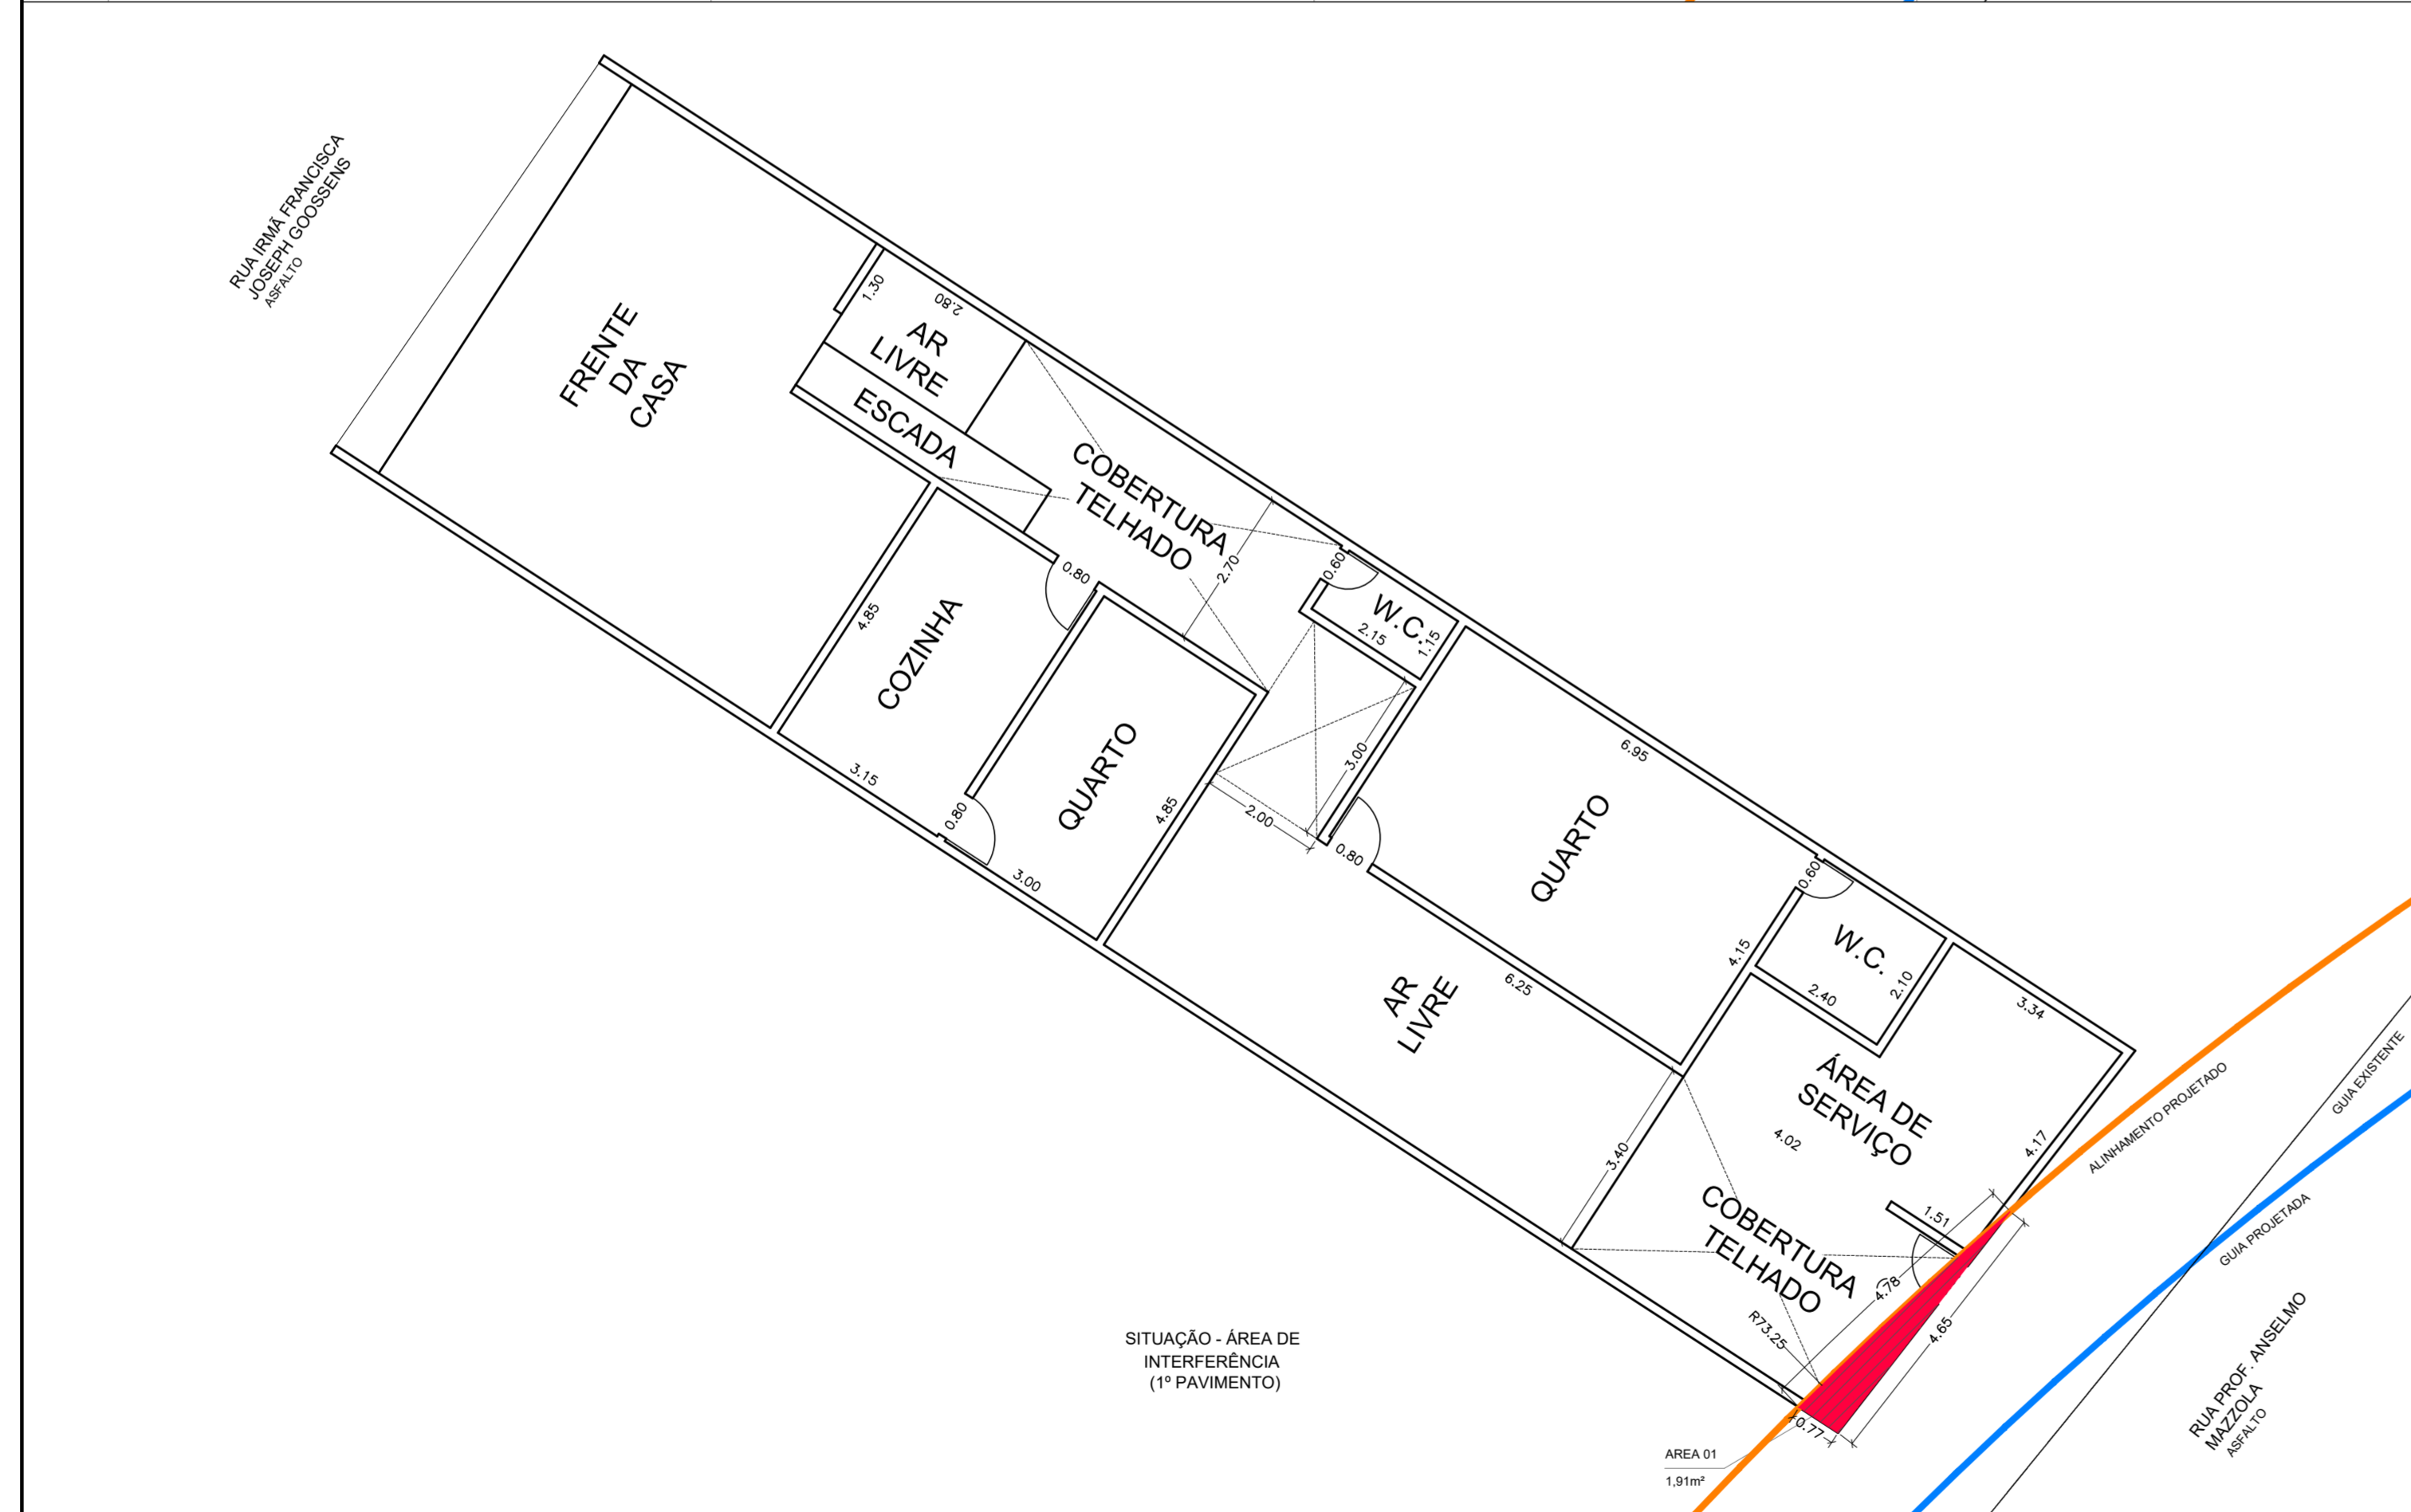 RUA IRMÃ FRANCISCA
JOSEPH GOOSSENS
ASFALTO
FRENTE
DA
CASA
1.30
2.80
AR
LIVRE
ESCADA
COBERTURA
TELHADO
2.70
0.80
4.85
COZINHA
3.15
0.80
QUARTO
4.85
3.00
0.60
W.C.
2.15
1.15
3.00
2.00
0.80
6.95
QUARTO
6.25
4.15
AR
LIVRE
0.60
W.C.
2.40
2.10
3.34
ÁREA DE
SERVIÇO
4.02
4.17
3.40
1.51
COBERTURA
TELHADO
4.78
R73.25
4.65
0.77
AREA 01
1,91m²
ALINHAMENTO PROJETADO
GUIA EXISTENTE
GUIA PROJETADA
RUA PROF. ANSELMO
MAZZOLA
ASFALTO
SITUAÇÃO - ÁREA DE
INTERFERÊNCIA
(1º PAVIMENTO)